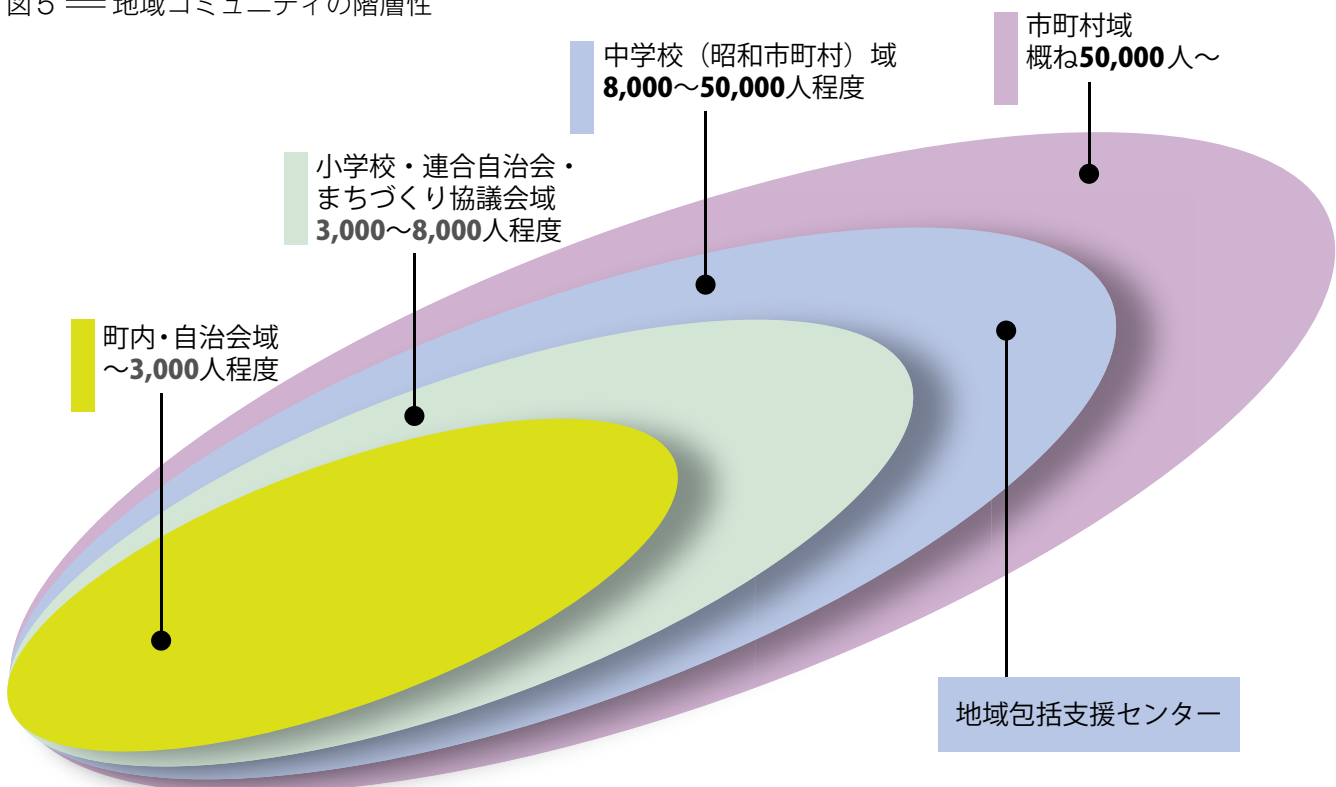 図5 ── 地域コミュニティの階層性
市町村域
概ね50,000人〜
中学校（昭和市町村）域
8,000〜50,000人程度
小学校・連合自治会・
まちづくり協議会域
3,000〜8,000人程度
町内・自治会域
〜3,000人程度
地域包括支援センター